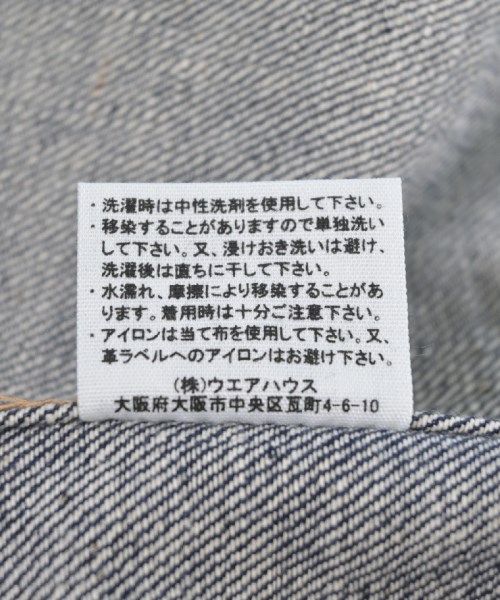 ・洗濯時は中性洗剤を使用して下さい。
・移染することがありますので単独洗い
して下さい。又、浸けおき洗いは避け、
洗濯後は直ちに干して下さい。
・水濡れ、摩擦により移染することがあ
ります。着用時は十分ご注意下さい。
・アイロンは当て布を使用して下さい。又、
革ラベルへのアイロンはお避け下さい。
(株)ウエアハウス
大阪府大阪市中央区瓦町4-6-10